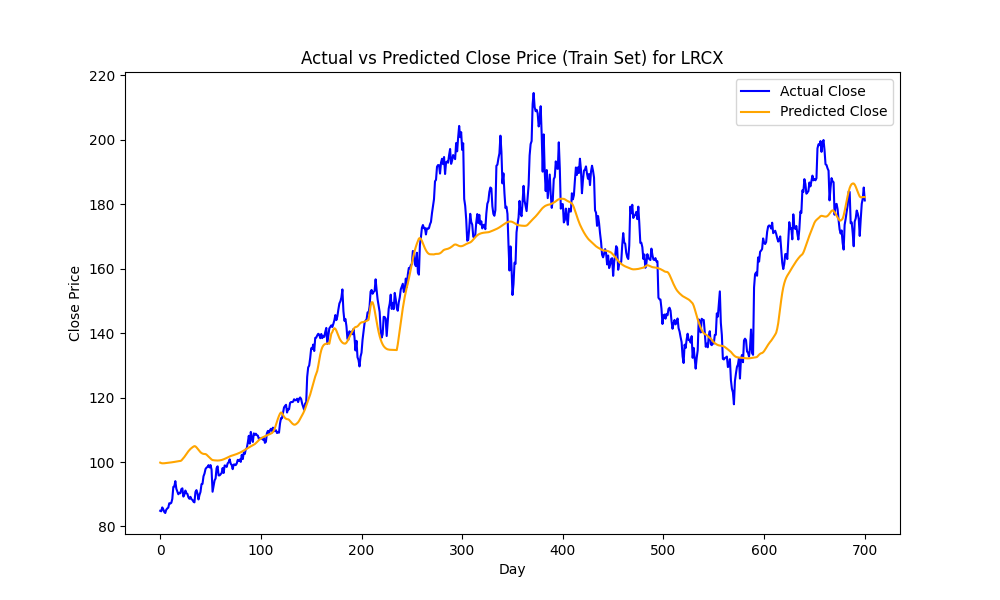 Actual vs Predicted Close Price (Train Set) for LRCX
220
200
180
160
140
120
100
80
Close Price
Actual Close
Predicted Close
0 100 200 300 400 500 600 700
Day